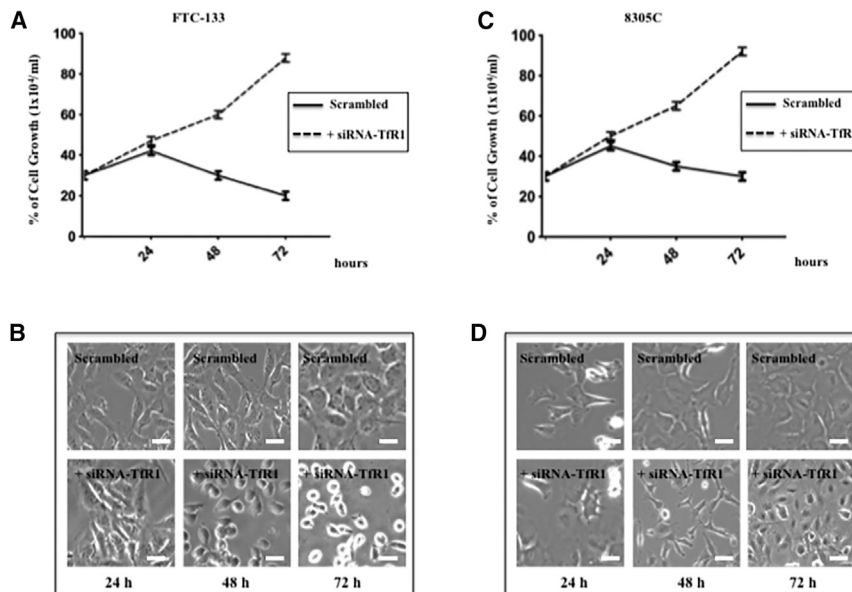 A
FTC-133
% of Cell Growth (1x10⁴/ml)
100
80
60
40
20
0
24
48
72
hours
Scrambled
+ siRNA-TfR1
C
8305C
% of Cell Growth (1x10⁴/ml)
100
80
60
40
20
0
24
48
72
hours
Scrambled
+ siRNA-TfR
B
Scrambled
Scrambled
Scrambled
+ siRNA-TfR1
+ siRNA-TfR1
+ siRNA-TfR1
24 h
48 h
72 h
D
Scrambled
Scrambled
Scrambled
+ siRNA-TfR1
+ siRNA-TfR1
+ siRNA-TfR1
24 h
48 h
72 h